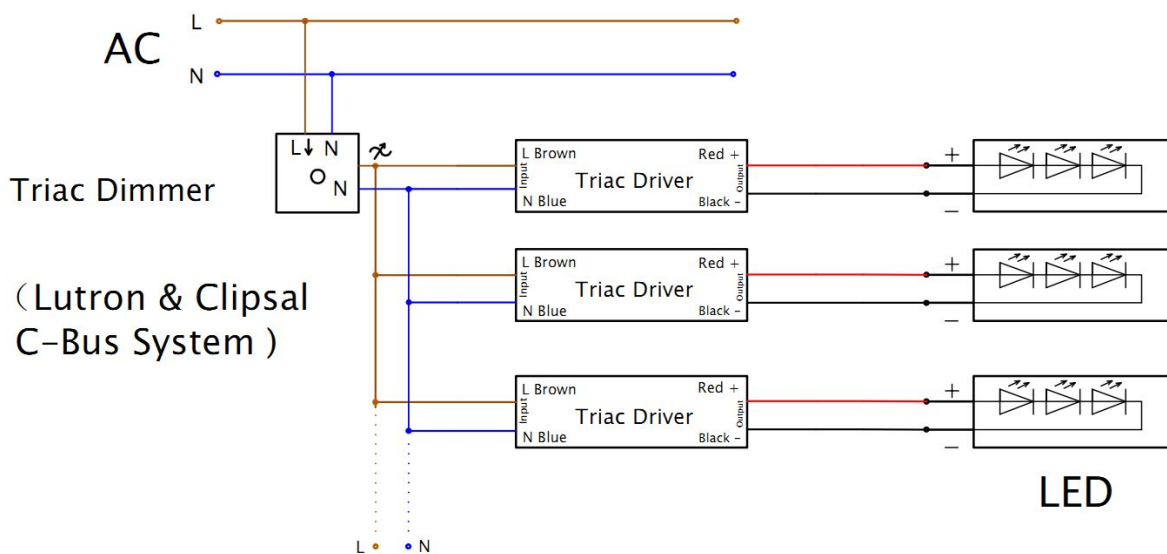 L
AC
N
L N
N
Triac Dimmer
(Lutron & Clipsal
C-Bus System )
L Brown
Input
N Blue
Triac Driver
Red +
Output
Black -
+
−
L Brown
Input
N Blue
Triac Driver
Red +
Output
Black -
+
−
L Brown
Input
N Blue
Triac Driver
Red +
Output
Black -
+
−
LED
L
N